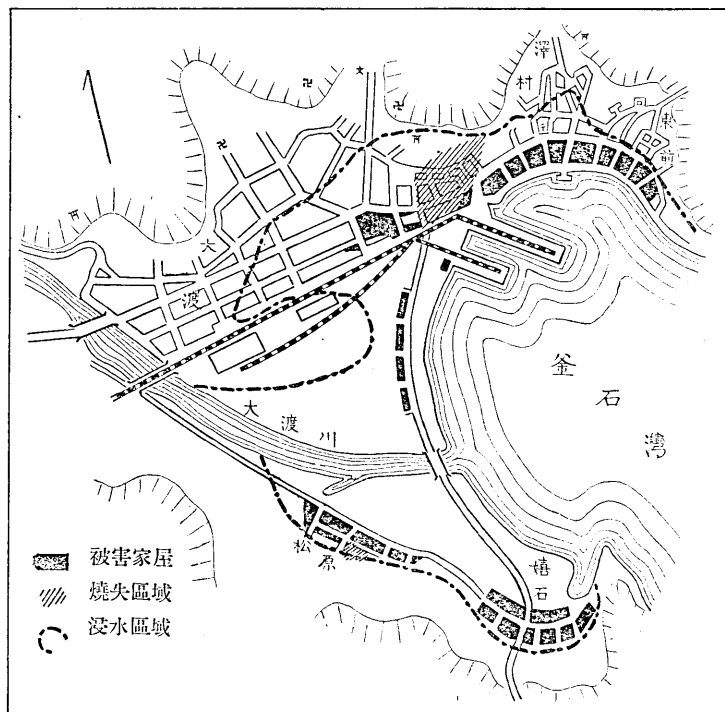 澤
村
東
前
大
渡
釜
石
灣
大
渡
川
松
原
嬉
石
被害家屋
燒失區域
浸水區域